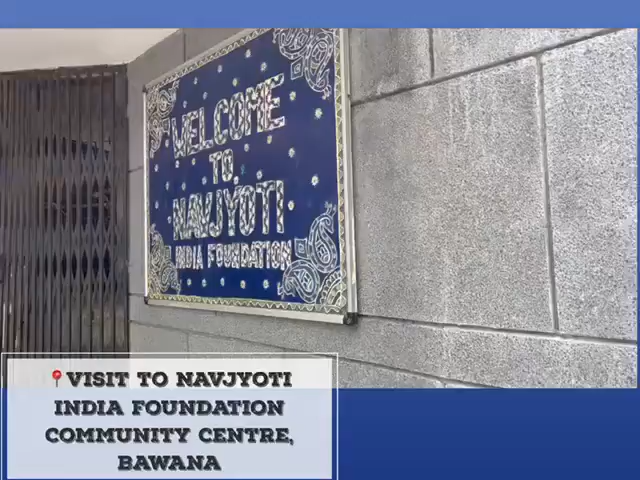 WELCOME
TO
NAVJYOTI
INDIA FOUNDATION
📍VISIT TO NAVJYOTI
INDIA FOUNDATION
COMMUNITY CENTRE,
BAWANA